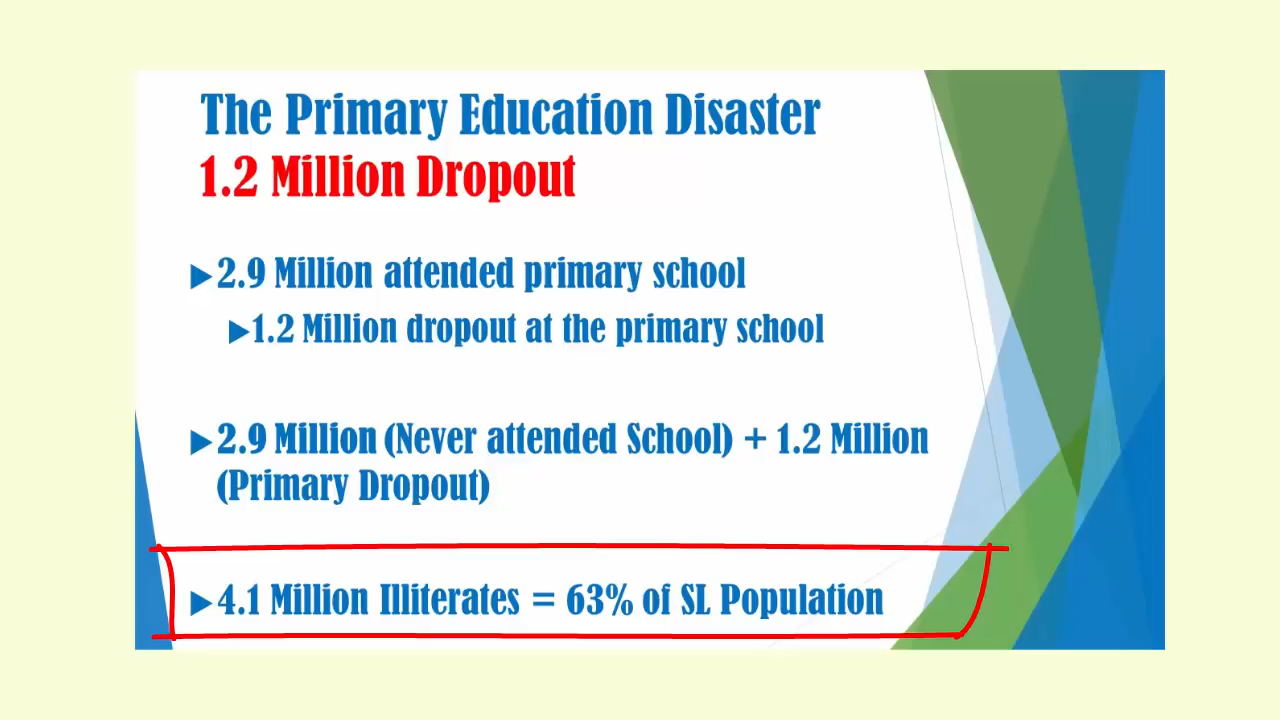 The Primary Education Disaster
1.2 Million Dropout
2.9 Million attended primary school
1.2 Million dropout at the primary school
2.9 Million (Never attended School) + 1.2 Million
(Primary Dropout)
4.1 Million Illiterates = 63% of SL Population